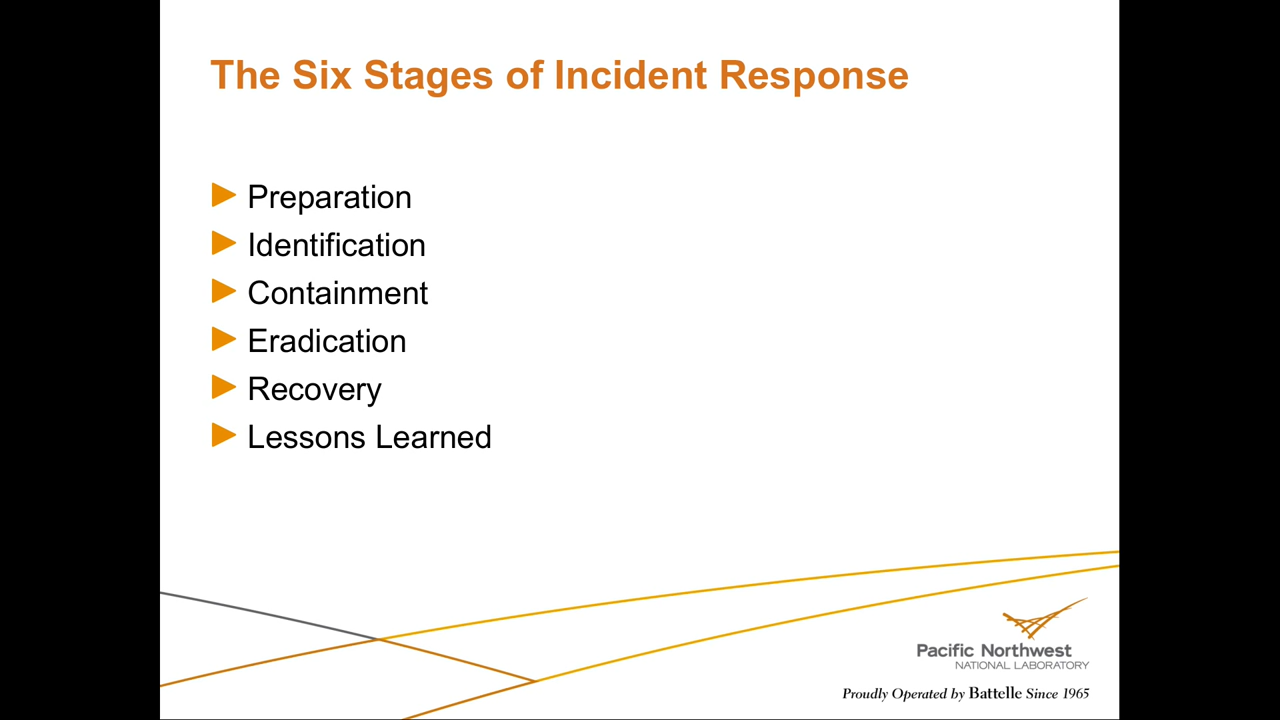 The Six Stages of Incident Response
Preparation
Identification
Containment
Eradication
Recovery
Lessons Learned
Pacific Northwest
NATIONAL LABORATORY
Proudly Operated by Battelle Since 1965